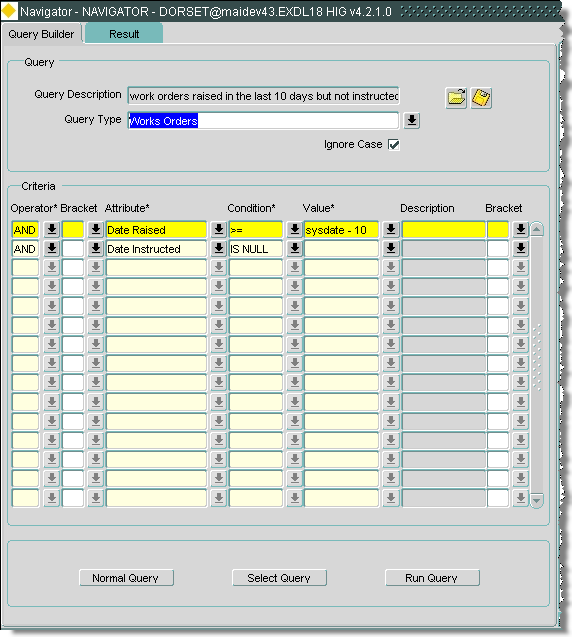 Navigator - NAVIGATOR - DORSET@maidev43.EXDL18 HIG v4.2.1.0
Query Builder Result
Query
Query Description work orders raised in the last 10 days but not instructed
Query Type Works Orders
Ignore Case
Criteria
Operator* Bracket Attribute* Condition* Value* Description Bracket
AND Date Raised >= sysdate - 10
AND Date Instructed IS NULL
Normal Query Select Query Run Query